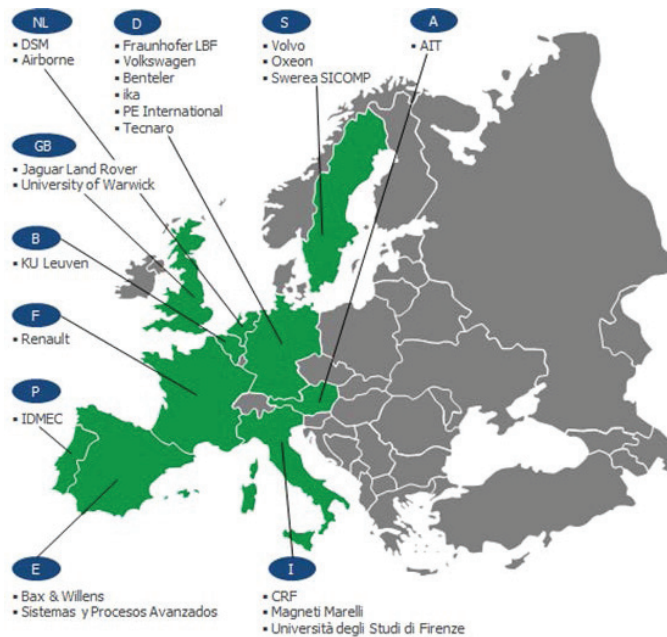 NL
▪ DSM
▪ Airborne
D
▪ Fraunhofer LBF
▪ Volkswagen
▪ Benteler
▪ ika
▪ PE International
▪ Tecnaro
S
▪ Volvo
▪ Oxeon
▪ Swerea SICOMP
A
▪ AIT
GB
▪ Jaguar Land Rover
▪ University of Warwick
B
▪ KU Leuven
F
▪ Renault
P
▪ IDMEC
E
▪ Bax & Willens
▪ Sistemas y Procesos Avanzados
I
▪ CRF
▪ Magneti Marelli
▪ Università degli Studi di Firenze